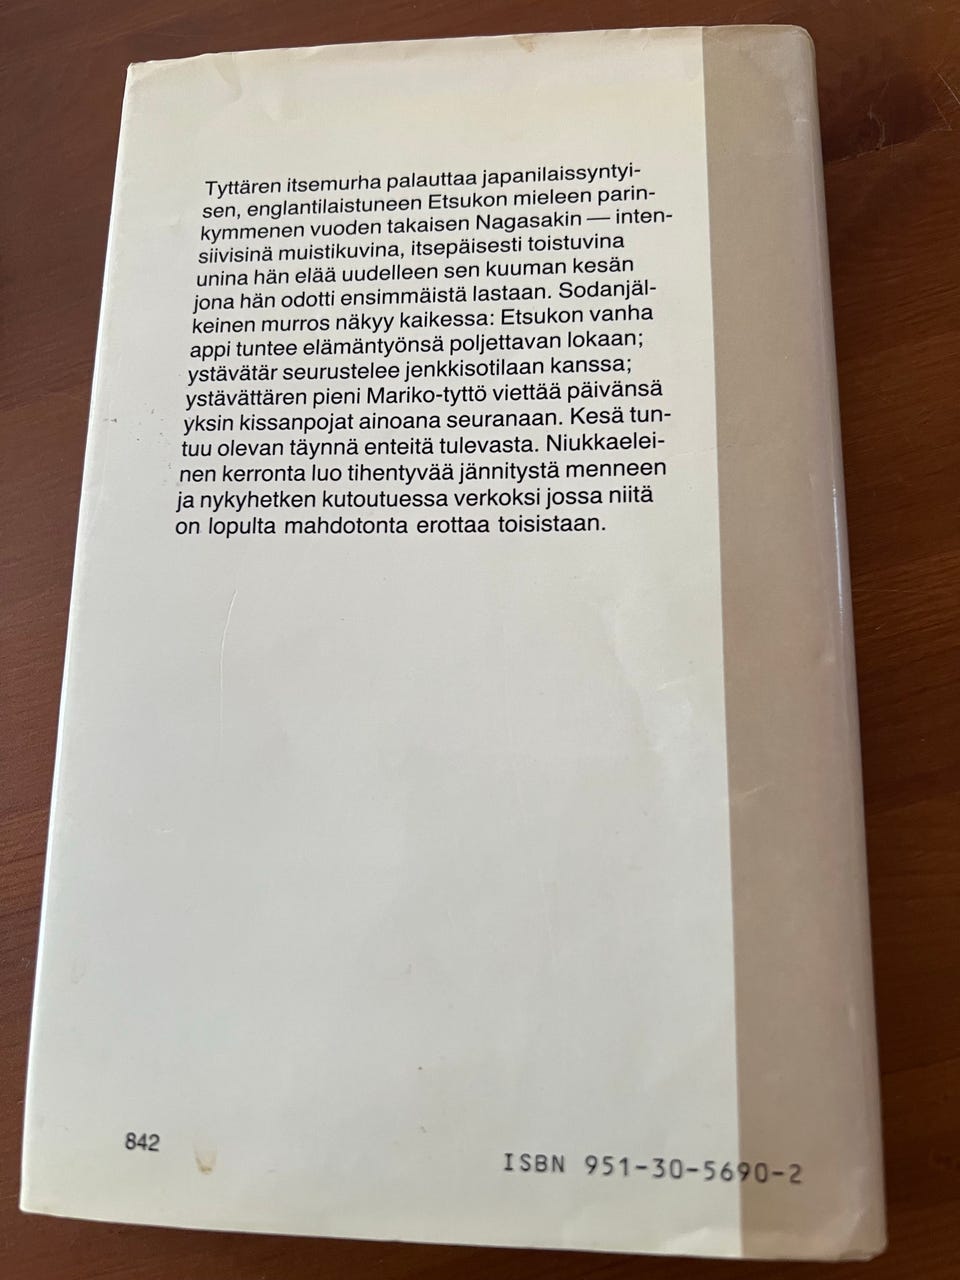 Tyttären itsemurha palauttaa japanilaissyntyi-
sen, englantilaistuneen Etsukon mieleen parin-
kymmenen vuoden takaisen Nagasakin — inten-
siivisinä muistikuvina, itsepäisesti toistuvina
unina hän elää uudelleen sen kuuman kesän
jona hän odotti ensimmäistä lastaan. Sodanjäl-
keinen murros näkyy kaikessa: Etsukon vanha
appi tuntee elämäntyönsä poljettavan lokaan;
ystävätär seurustelee jenkkisotilaan kanssa;
ystävättären pieni Mariko-tyttö viettää päivänsä
yksin kissanpojat ainoana seuranaan. Kesä tun-
tuu olevan täynnä enteitä tulevasta. Niukkaelei-
nen kerronta luo tihentyvää jännitystä menneen
ja nykyhetken kutoutuessa verkoksi jossa niitä
on lopulta mahdotonta erottaa toisistaan.
842
ISBN 951-30-5690-2